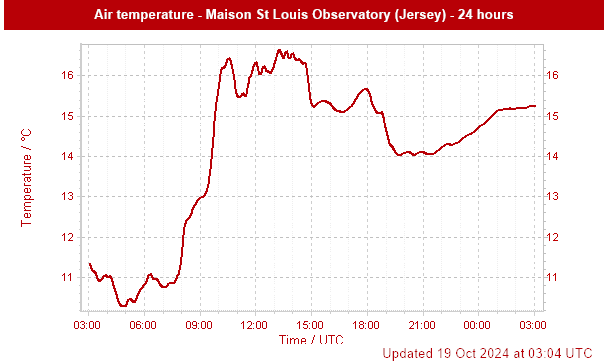 Air temperature - Maison St Louis Observatory (Jersey) - 24 hours
Temperature / °C
16 16
15 15
14 14
13 13
12 12
11 11
03:00 06:00 09:00 12:00 15:00 18:00 21:00 00:00 03:00
Time / UTC
Updated 19 Oct 2024 at 03:04 UTC